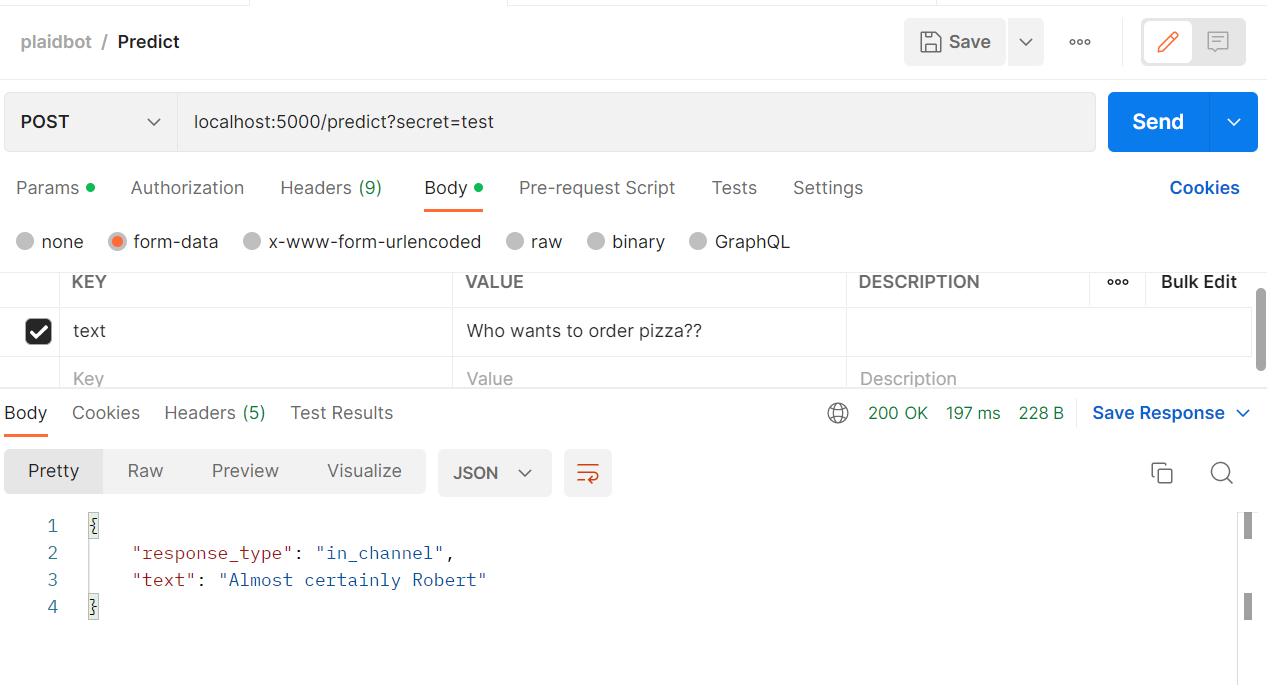 plaidbot / Predict Save ooo
POST localhost:5000/predict?secret=test Send
Params Authorization Headers (9) Body Pre-request Script Tests Settings Cookies
none form-data x-www-form-urlencoded raw binary GraphQL
KEY VALUE DESCRIPTION ooo Bulk Edit
text Who wants to order pizza??
Key Value Description
Body Cookies Headers (5) Test Results 200 OK 197 ms 228 B Save Response
Pretty Raw Preview Visualize JSON
1 {
2 "response_type": "in_channel",
3 "text": "Almost certainly Robert"
4 }